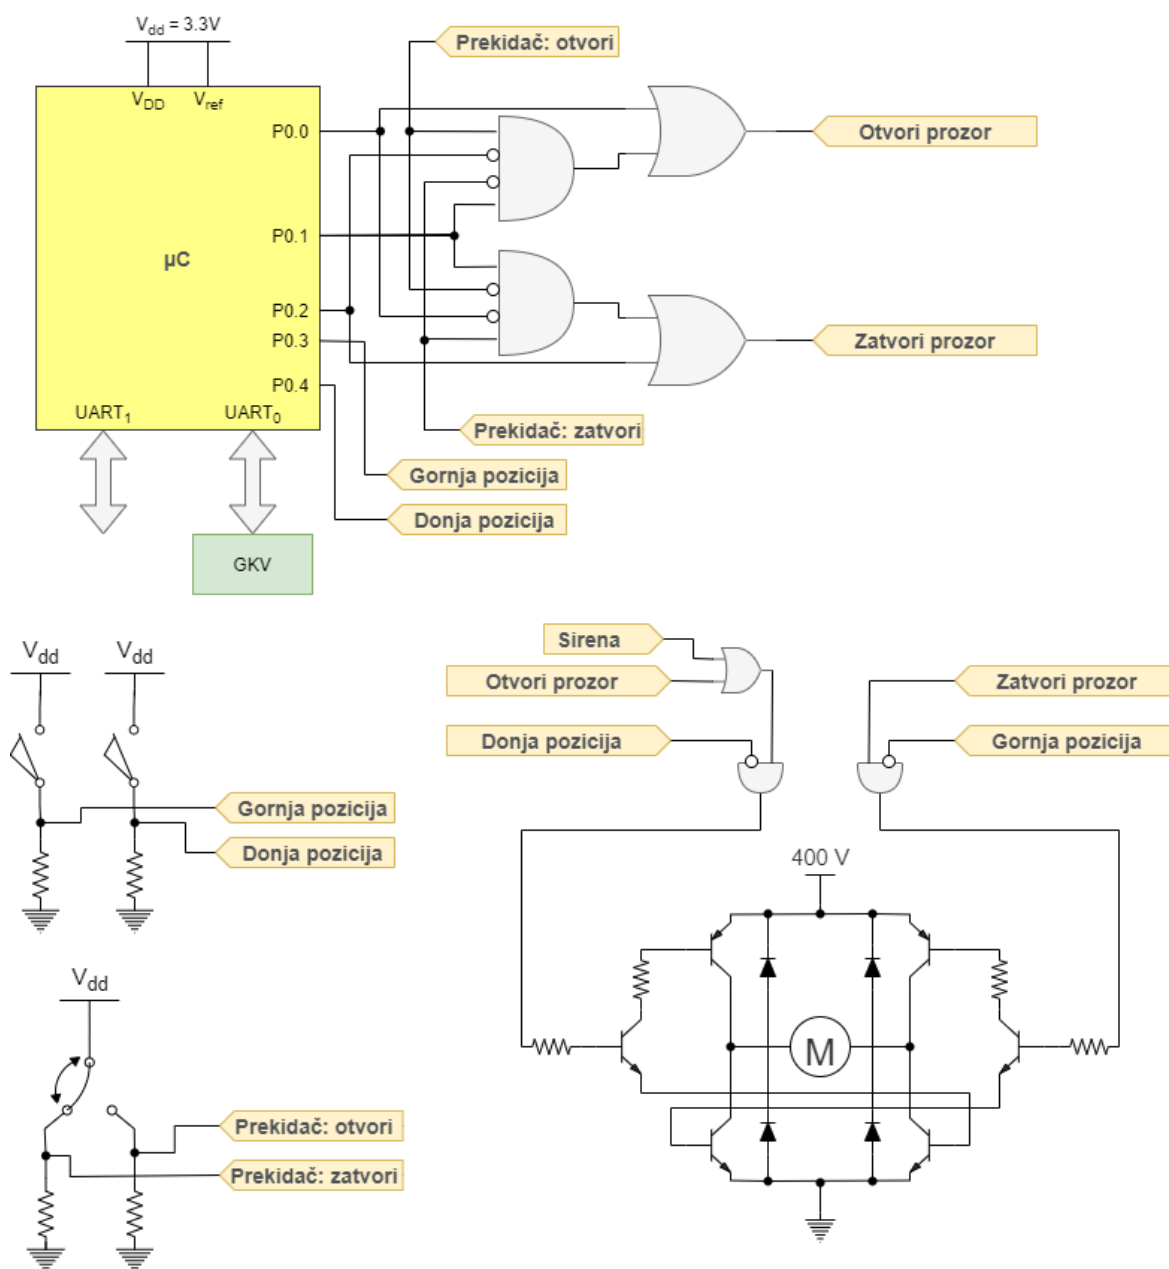 Vdd = 3.3V
Prekidač: otvori
VDD
Vref
P0.0
Otvori prozor
P0.1
µC
P0.2
P0.3
Zatvori prozor
P0.4
UART1
UART0
Prekidač: zatvori
Gornja pozicija
Donja pozicija
GKV
Vdd
Vdd
Sirena
Otvori prozor
Zatvori prozor
Donja pozicija
Gornja pozicija
Gornja pozicija
Donja pozicija
400 V
Vdd
M
Prekidač: otvori
Prekidač: zatvori